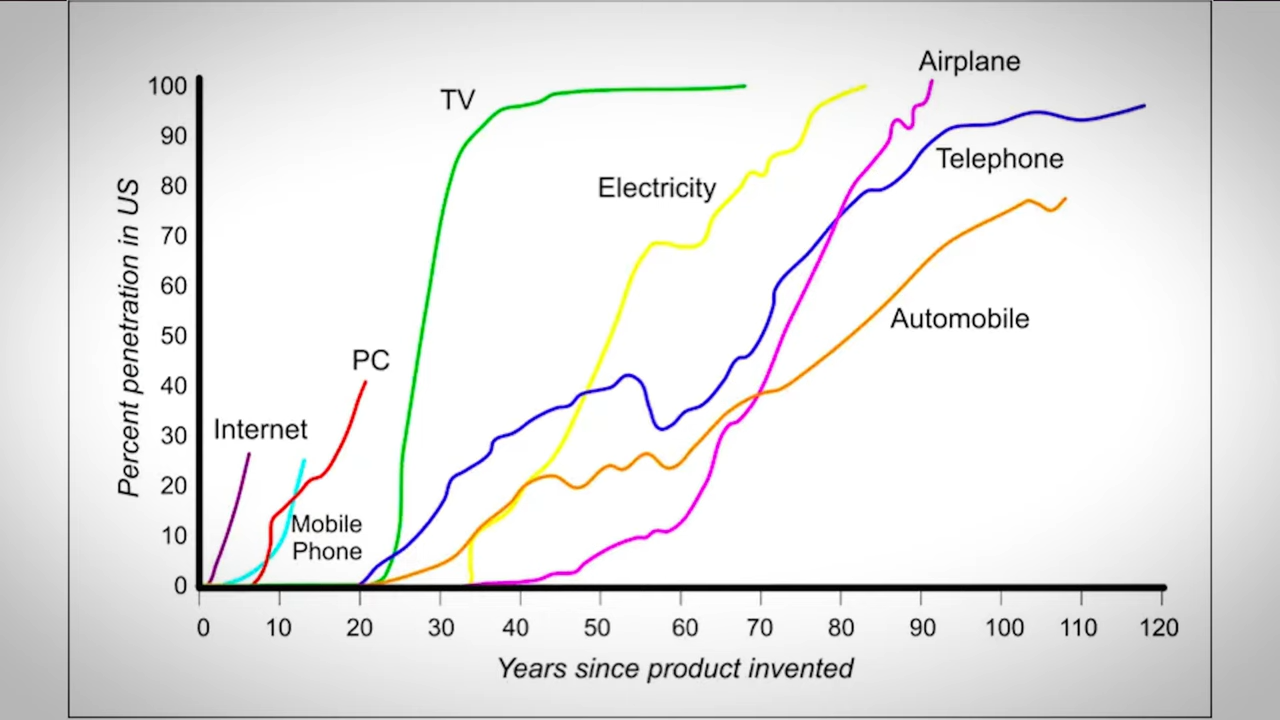 Airplane
TV
100
90
Telephone
80
Electricity
70
60
Automobile
50
PC
40
Internet
30
20
Mobile
Phone
10
0
Percent penetration in US
0 10 20 30 40 50 60 70 80 90 100 110 120
Years since product invented